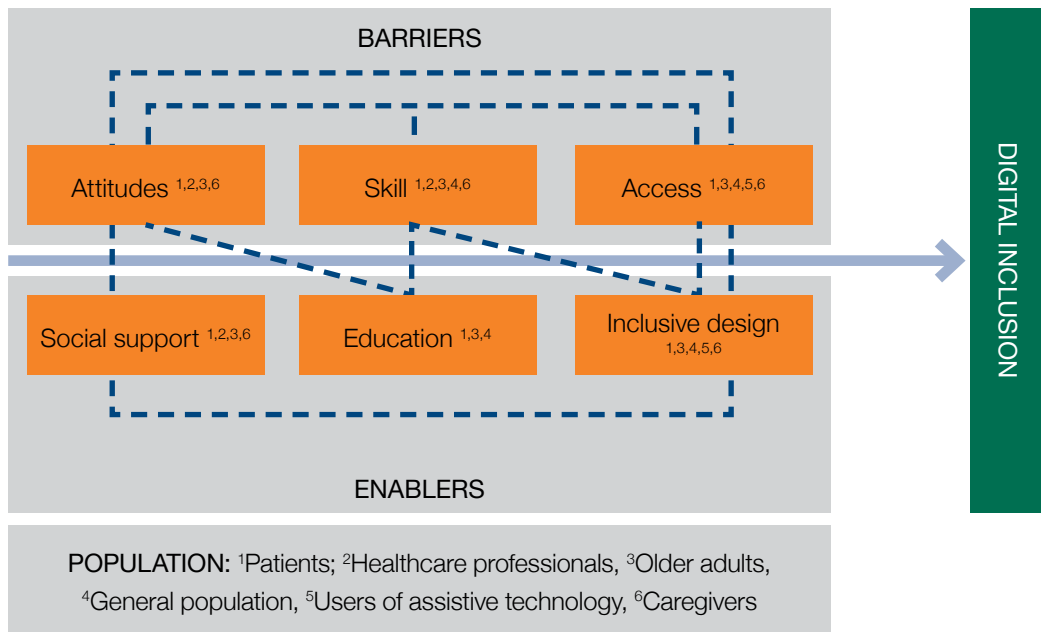 BARRIERS
Attitudes 1,2,3,6
Skill 1,2,3,4,6
Access 1,3,4,5,6
Social support 1,2,3,6
Education 1,3,4
Inclusive design
1,3,4,5,6
ENABLERS
DIGITAL INCLUSION
POPULATION: 1Patients; 2Healthcare professionals, 3Older adults,
4General population, 5Users of assistive technology, 6Caregivers